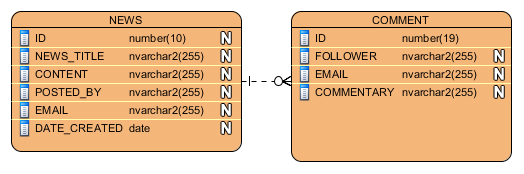 NEWS
ID number(10) N
NEWS_TITLE nvarchar2(255) N
CONTENT nvarchar2(255) N
POSTED_BY nvarchar2(255) N
EMAIL nvarchar2(255) N
DATE_CREATED date N
COMMENT
ID number(19)
FOLLOWER nvarchar2(255) N
EMAIL nvarchar2(255) N
COMMENTARY nvarchar2(255) N